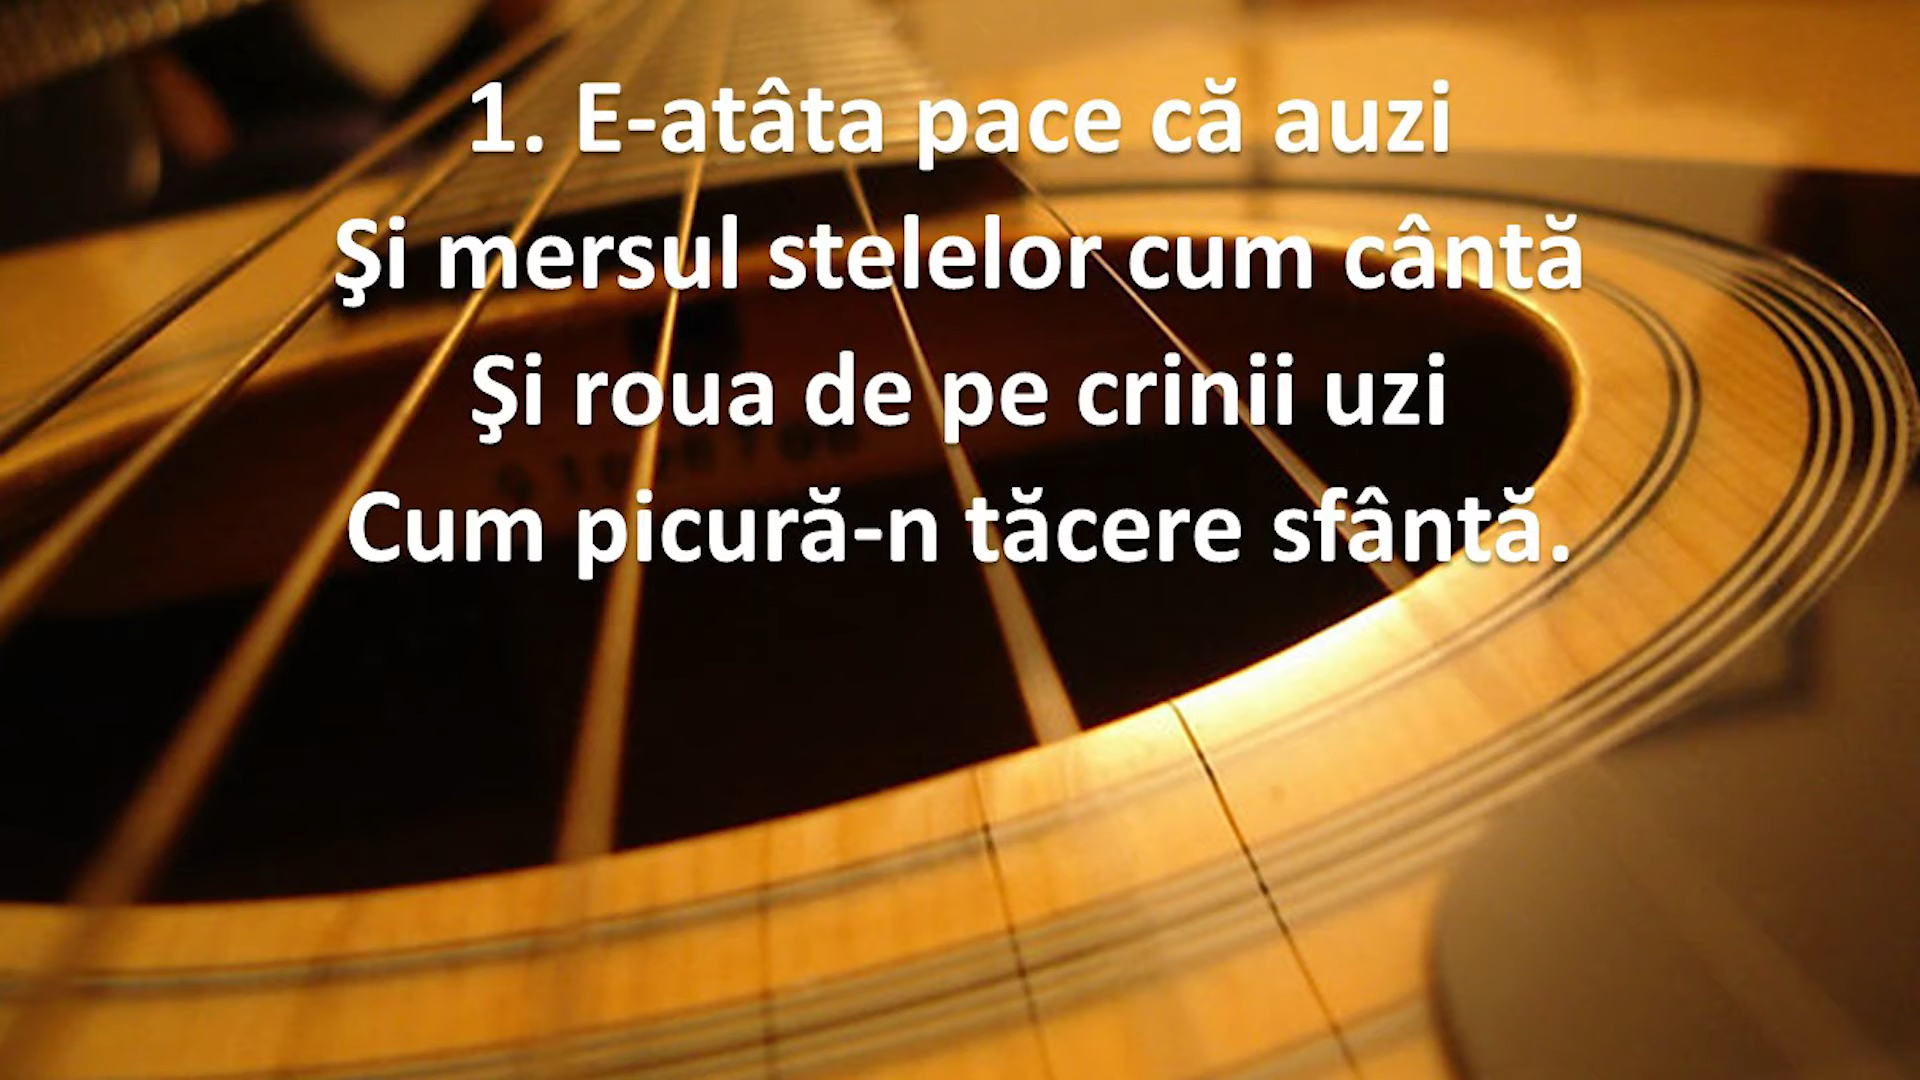 1. E-atâta pace că auzi
Şi mersul stelelor cum cântă
Şi roua de pe crinii uzi
Cum picură-n tăcere sfântă.